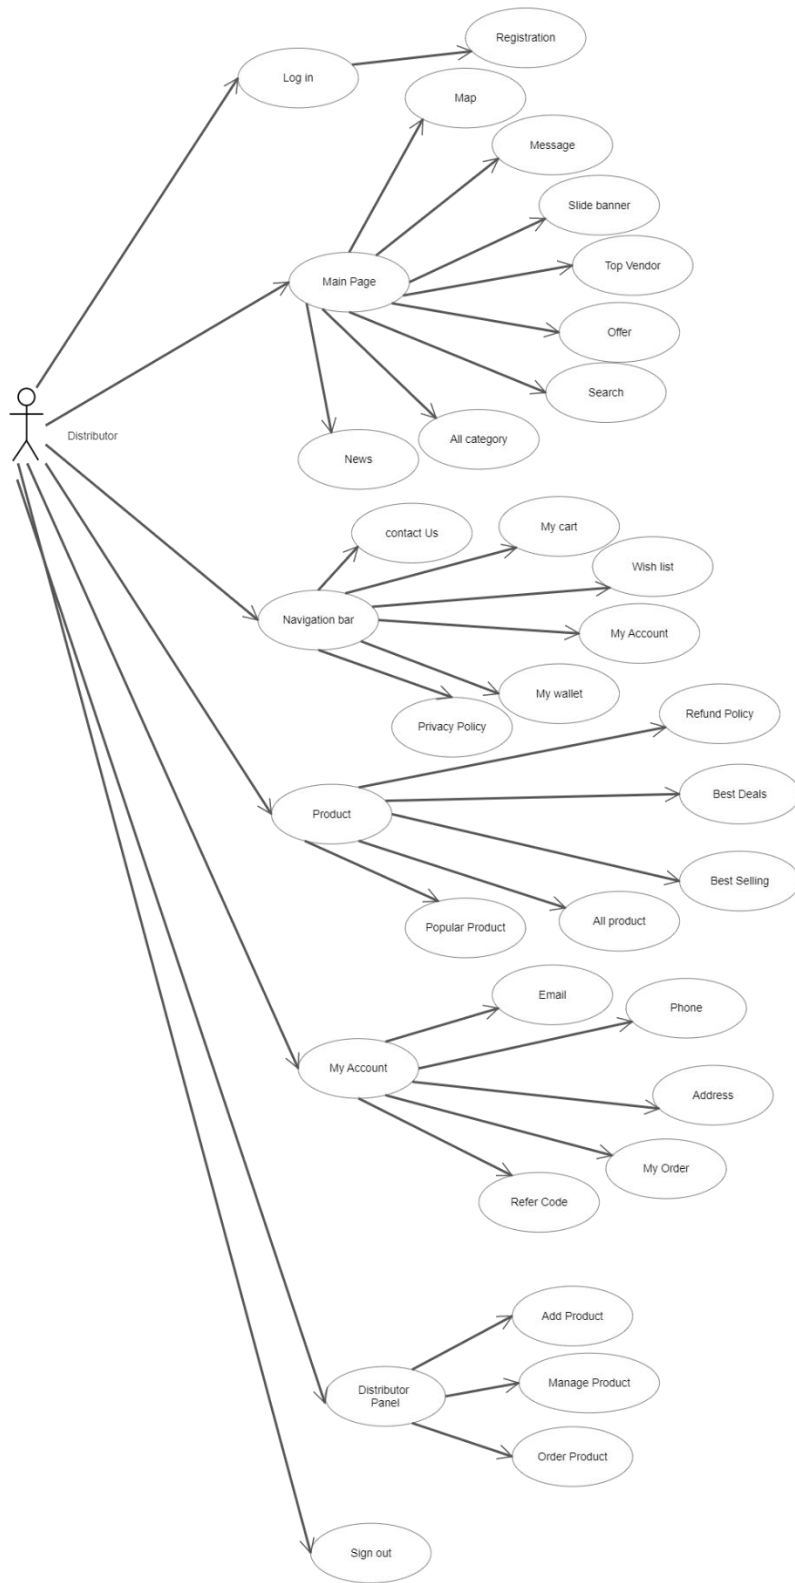 Registration
Log in
Map
Message
Slide banner
Top Vendor
Main Page
Offer
Search
Distributor
All category
News
My cart
contact Us
Wish list
Navigation bar
My Account
My wallet
Privacy Policy
Refund Policy
Best Deals
Product
Best Selling
All product
Popular Product
Email
Phone
My Account
Address
My Order
Refer Code
Add Product
Manage Product
Distributor
Panel
Order Product
Sign out